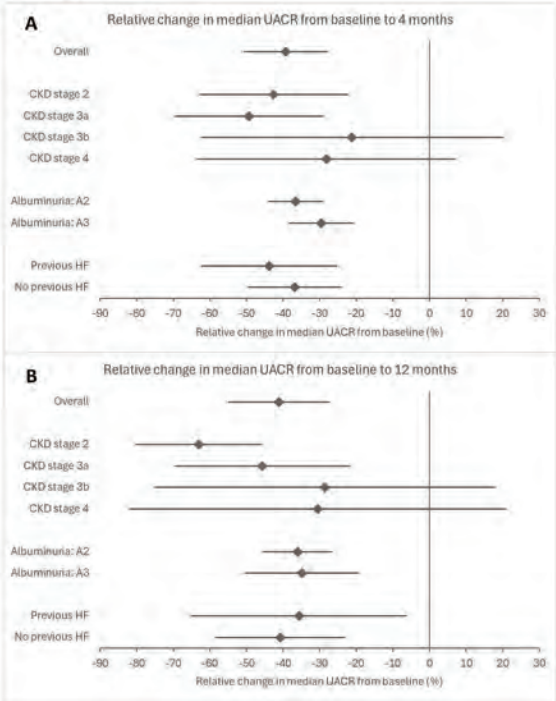 A
Relative change in median UACR from baseline to 4 months
Overall
CKD stage 2
CKD stage 3a
CKD stage 3b
CKD stage 4
Albuminuria: A2
Albuminuria: A3
Previous HF
No previous HF
-90 -80 -70 -60 -50 -40 -30 -20 -10 0 10 20 30
Relative change in median UACR from baseline (%)
B
Relative change in median UACR from baseline to 12 months
Overall
CKD stage 2
CKD stage 3a
CKD stage 3b
CKD stage 4
Albuminuria: A2
Albuminuria: A3
Previous HF
No previous HF
-90 -80 -70 -60 -50 -40 -30 -20 -10 0 10 20 30
Relative change in median UACR from baseline (%)